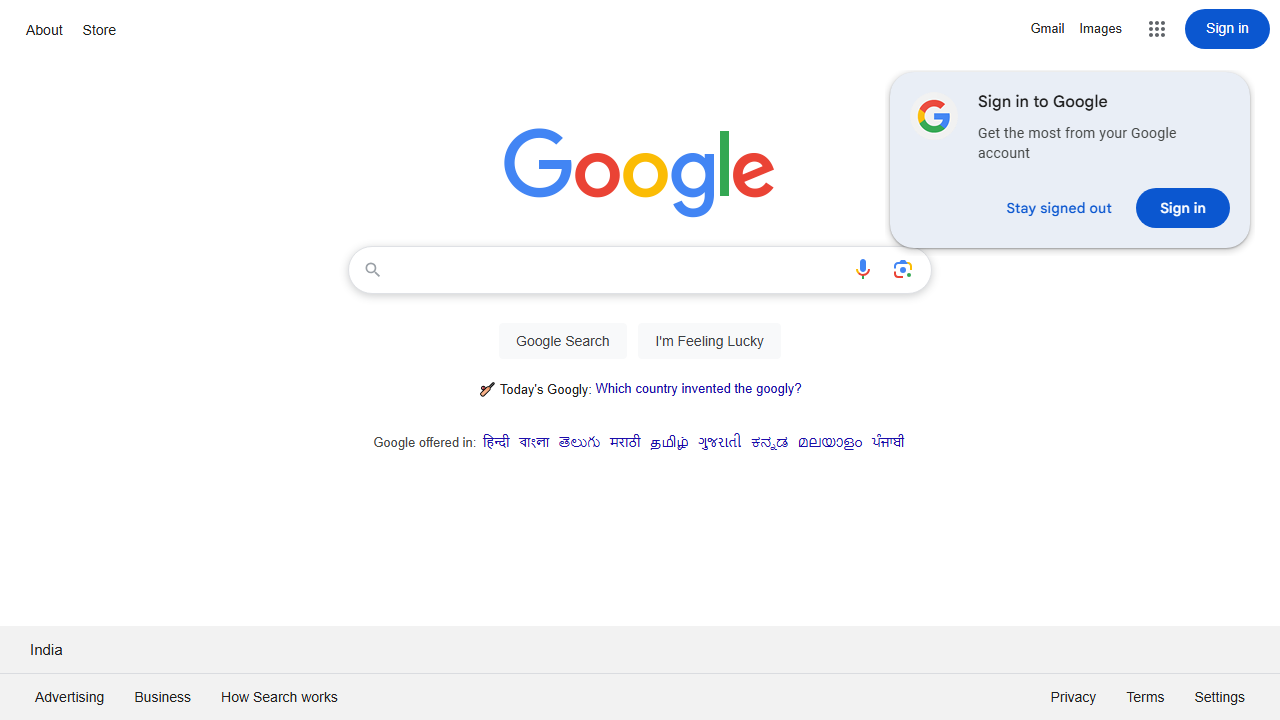 About Store Gmail Images Sign in
Sign in to Google
Get the most from your Google
account
Stay signed out Sign in
Google
Google Search I'm Feeling Lucky
Today's Googly: Which country invented the googly?
Google offered in: हिन्दी বাংলা తెలుగు मराठी தமிழ் ગુજરાતી ಕನ್ನಡ മലയാളം ਪੰਜਾਬੀ
India
Advertising Business How Search works Privacy Terms Settings